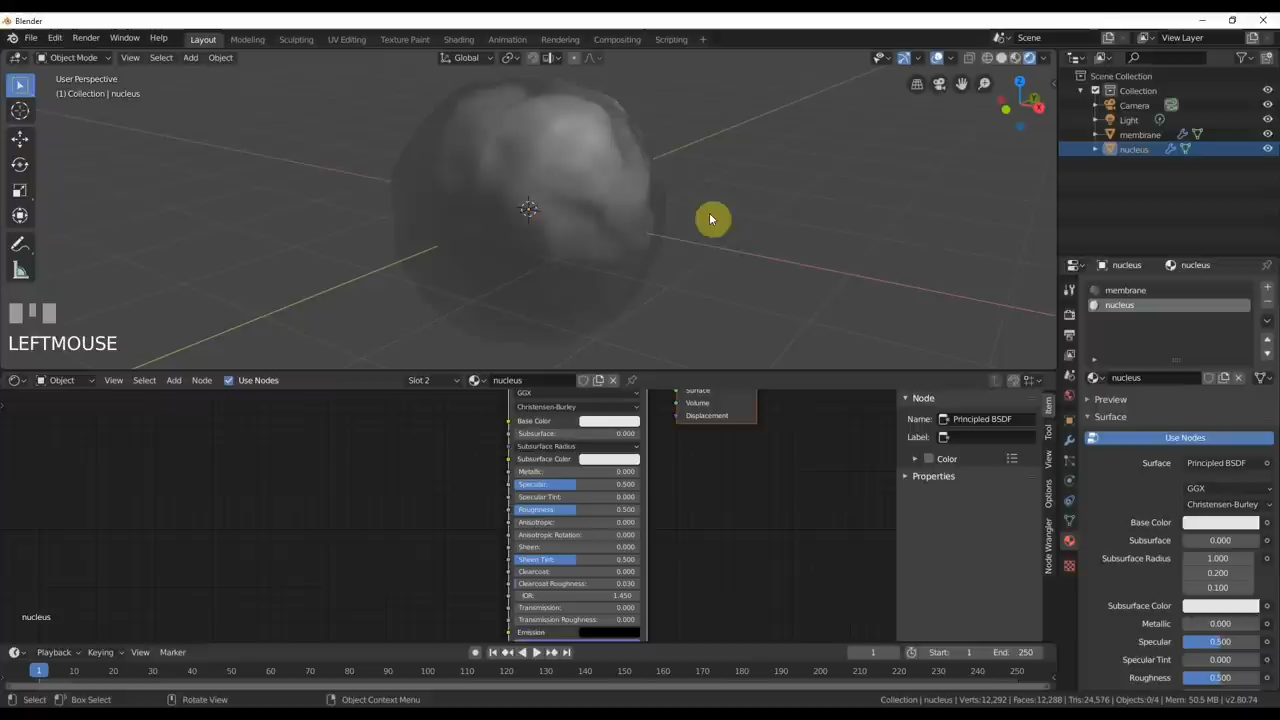 Blender
File Edit Render Window Help Layout Modeling Sculpting UV Editing Texture Paint Shading Animation Rendering Compositing Scripting + Scene View Layer
Object Mode View Select Add Object Global
User Perspective
(1) Collection | nucleus
LEFTMOUSE
Scene Collection
Collection
Camera
Light
membrane
nucleus
nucleus nucleus
membrane
nucleus
nucleus
Preview
Surface
Use Nodes
Surface Principled BSDF
GGX
Christensen-Burley
Base Color
Subsurface 0.000
Subsurface Radius 1.000
0.200
0.100
Subsurface Color
Metallic 0.000
Specular 0.500
Specular Tint 0.000
Roughness 0.500
Object View Select Add Node Use Nodes Slot 2 nucleus
GGX
Christensen-Burley
Base Color
Subsurface: 0.000
Subsurface Radius
Subsurface Color
Metallic: 0.000
Specular: 0.500
Specular Tint: 0.000
Roughness: 0.500
Anisotropic: 0.000
Anisotropic Rotation: 0.000
Sheen: 0.000
Sheen Tint: 0.500
Clearcoat: 0.000
Clearcoat Roughness: 0.030
IOR: 1.450
Transmission: 0.000
Transmission Roughness: 0.000
Emission
Surface
Volume
Displacement
Node
Name: Principled BSDF
Label:
Color
Properties
Item
Tool
View
Options
Node Wrangler
nucleus
Playback Keying View Marker 1 Start: 1 End: 250
1 10 20 30 40 50 60 70 80 90 100 110 120 130 140 150 160 170 180 190 200 210 220 230 240 250
Select Box Select Rotate View Object Context Menu Collection | nucleus | Verts:12,292 | Faces:12,288 | Tris:24,576 | Objects:0/4 | Mem: 50.5 MB | v2.80.74